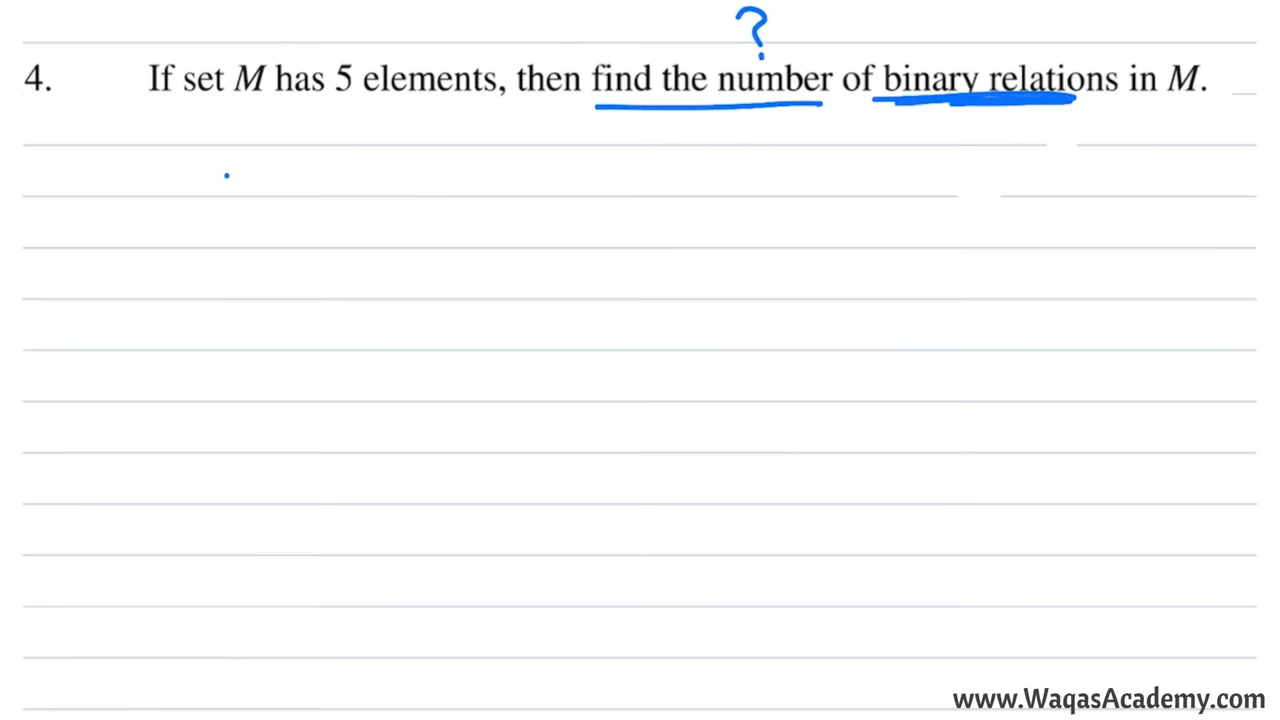 ?
4. If set M has 5 elements, then find the number of binary relations in M.
www.WaqasAcademy.com